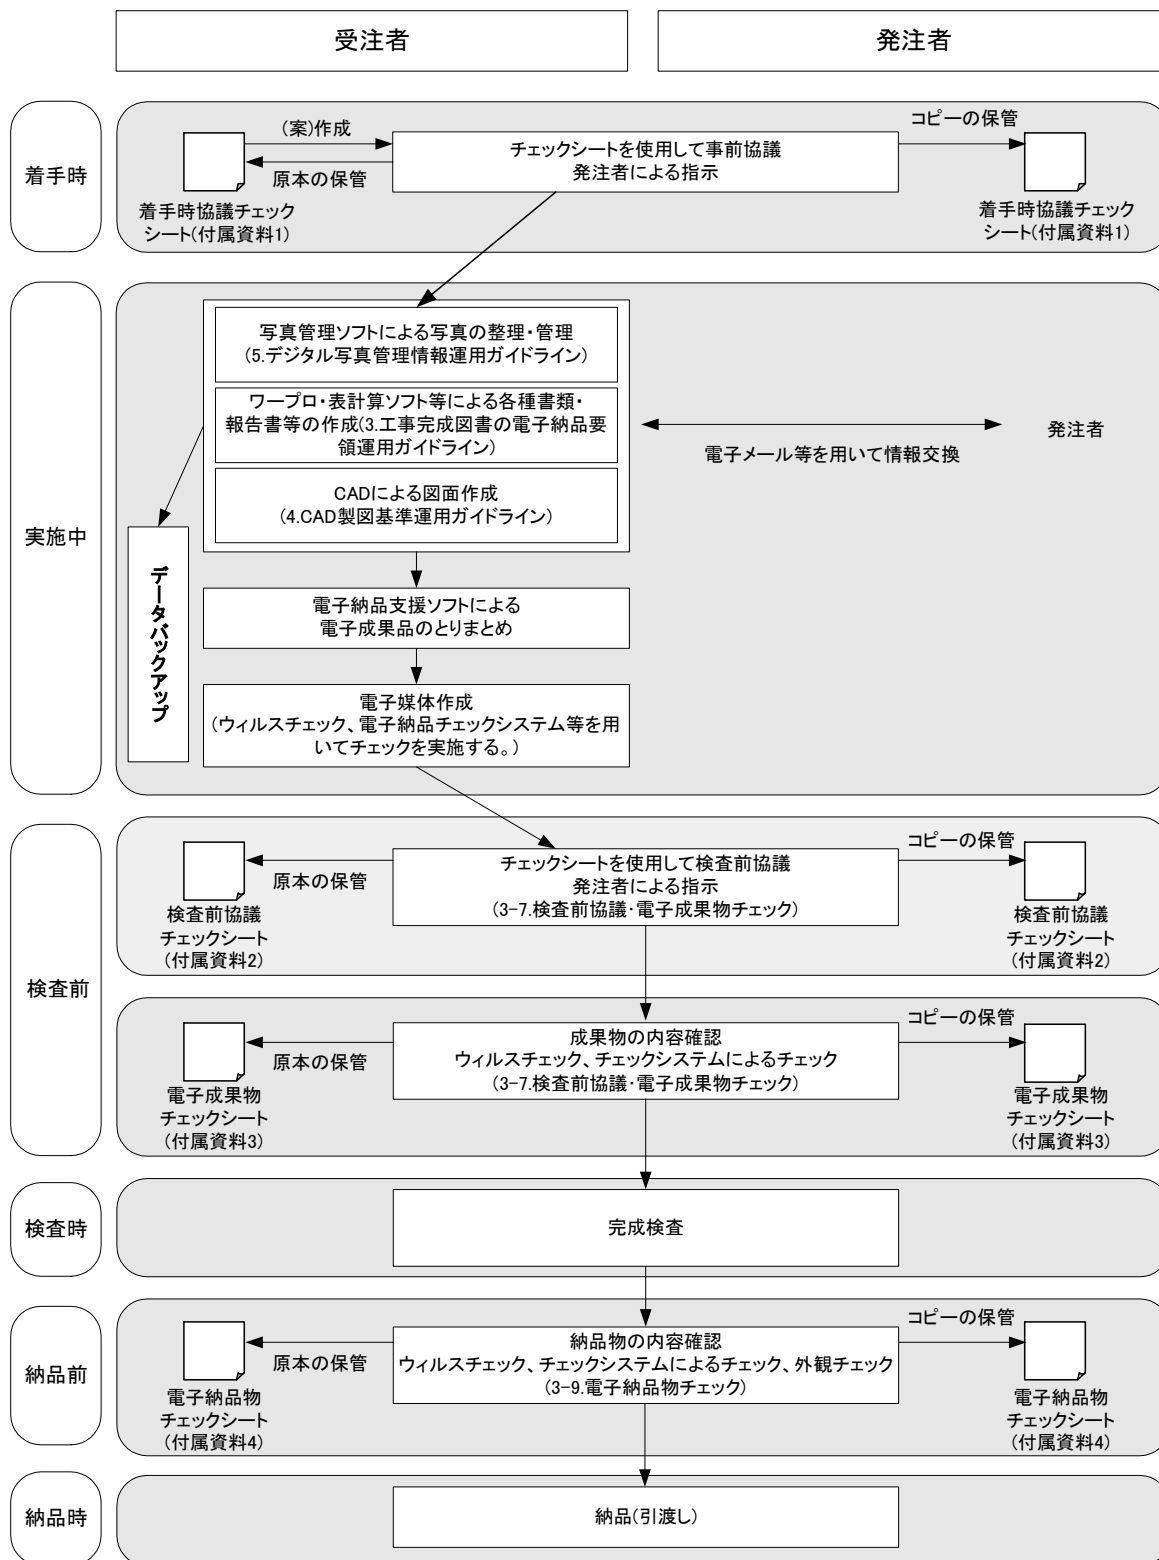 受注者
発注者
着手時
(案)作成
原本の保管
着手時協議チェック
シート(付属資料1)
チェックシートを使用して事前協議
発注者による指示
コピーの保管
着手時協議チェック
シート(付属資料1)
実施中
写真管理ソフトによる写真の整理・管理
(5.デジタル写真管理情報運用ガイドライン)
ワープロ・表計算ソフト等による各種書類・
報告書等の作成(3.工事完成図書の電子納品要
領運用ガイドライン)
CADによる図面作成
(4.CAD製図基準運用ガイドライン)
電子メール等を用いて情報交換
発注者
データバックアップ
電子納品支援ソフトによる
電子成果品のとりまとめ
電子媒体作成
(ウィルスチェック、電子納品チェックシステム等を用
いてチェックを実施する。)
検査前
原本の保管
検査前協議
チェックシート
(付属資料2)
チェックシートを使用して検査前協議
発注者による指示
(3-7.検査前協議・電子成果物チェック)
コピーの保管
検査前協議
チェックシート
(付属資料2)
原本の保管
電子成果物
チェックシート
(付属資料3)
成果物の内容確認
ウィルスチェック、チェックシステムによるチェック
(3-7.検査前協議・電子成果物チェック)
コピーの保管
電子成果物
チェックシート
(付属資料3)
検査時
完成検査
納品前
原本の保管
電子納品物
チェックシート
(付属資料4)
納品物の内容確認
ウィルスチェック、チェックシステムによるチェック、外観チェック
(3-9.電子納品物チェック)
コピーの保管
電子納品物
チェックシート
(付属資料4)
納品時
納品(引渡し)